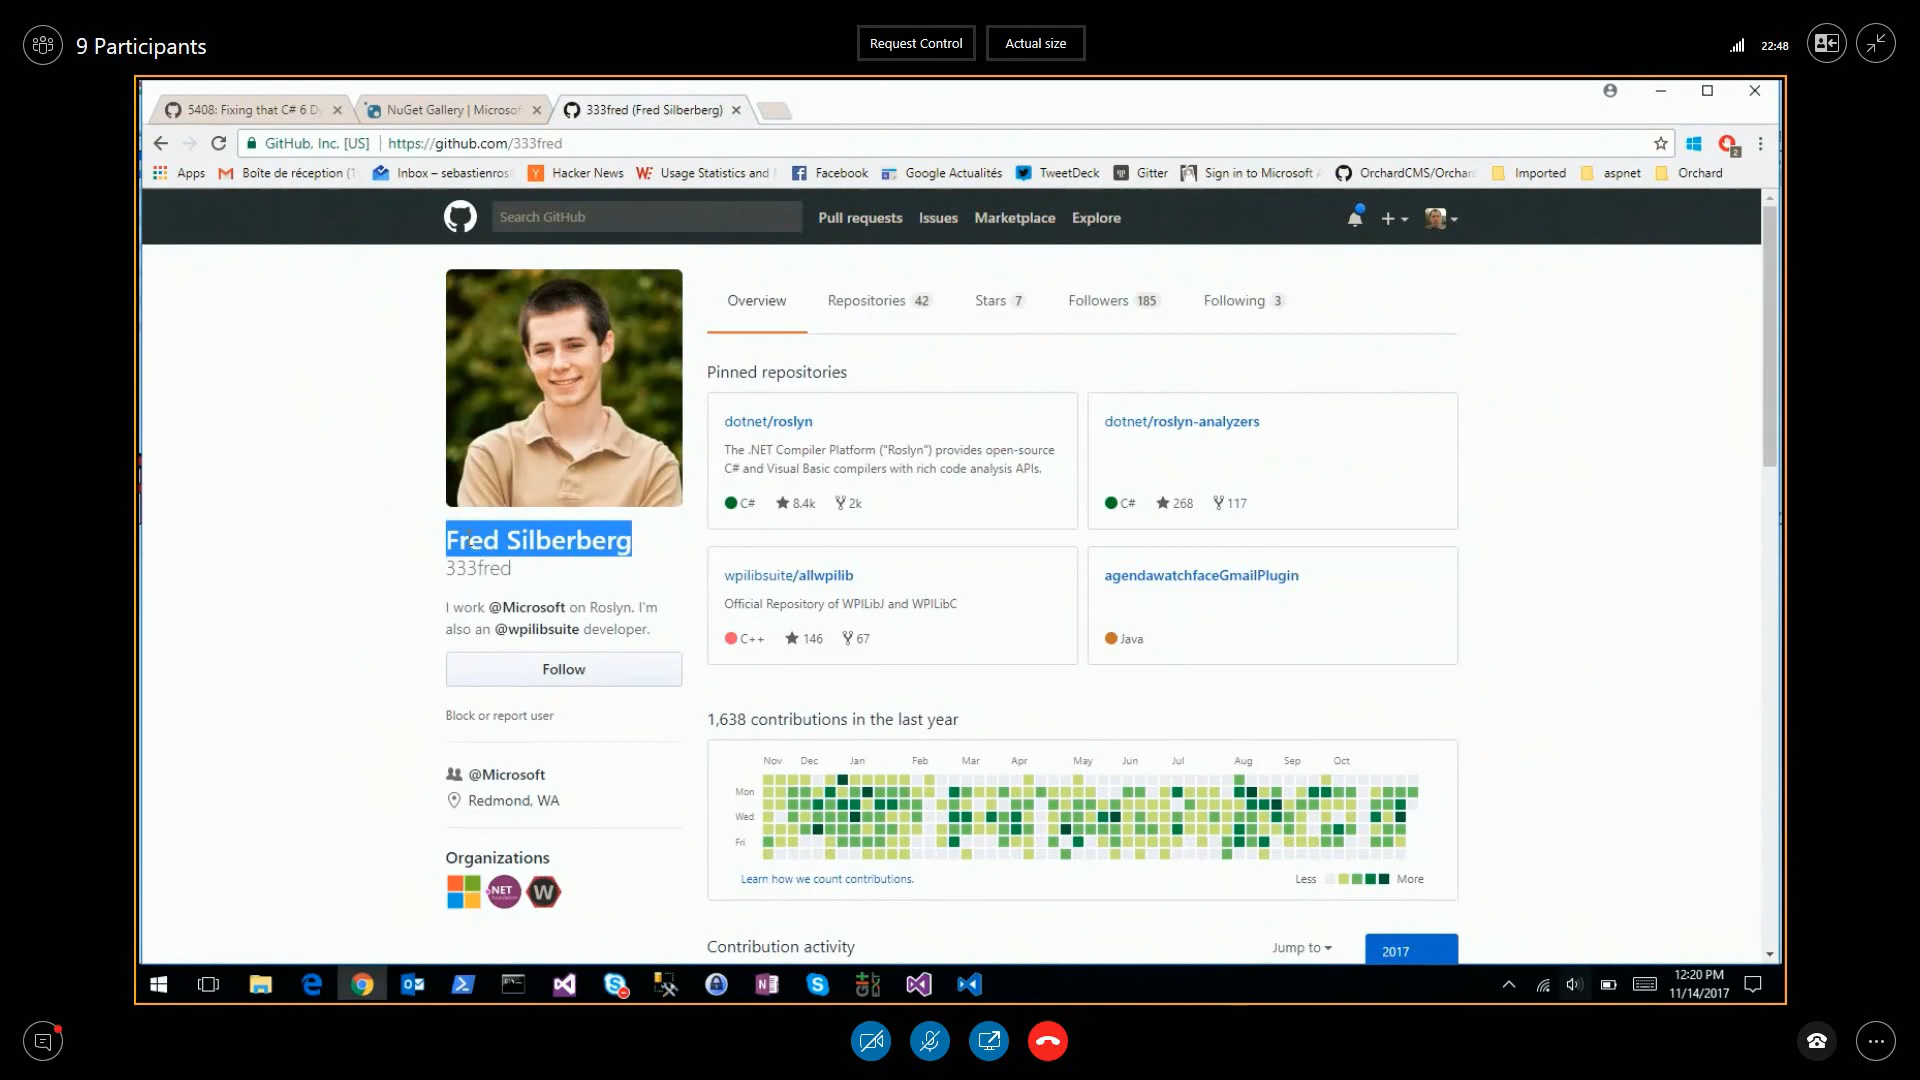 9 Participants
Request Control
Actual size
22:48
5408: Fixing that C# 6 D
NuGet Gallery | Microsof
333fred (Fred Silberberg)
GitHub, Inc. [US]
https://github.com/333fred
2
Apps
Boîte de réception (1
Inbox – sebastienros
Hacker News
Usage Statistics and
Facebook
Google Actualités
TweetDeck
Gitter
Sign in to Microsoft
OrchardCMS/Orchar
Imported
aspnet
Orchard
Search GitHub
Pull requests
Issues
Marketplace
Explore
Overview
Repositories 42
Stars 7
Followers 185
Following 3
Pinned repositories
dotnet/roslyn
The .NET Compiler Platform ("Roslyn") provides open-source
C# and Visual Basic compilers with rich code analysis APIs.
C# 8.4k 2k
dotnet/roslyn-analyzers
C# 268 117
wpilibsuite/allwpilib
Official Repository of WPILibJ and WPILibC
C++ 146 67
agendawatchfaceGmailPlugin
Java
Fred Silberberg
333fred
I work @Microsoft on Roslyn. I'm
also an @wpilibsuite developer.
Follow
Block or report user
@Microsoft
Redmond, WA
Organizations
.NET
W
1,638 contributions in the last year
Nov Dec Jan Feb Mar Apr May Jun Jul Aug Sep Oct
Mon
Wed
Fri
Learn how we count contributions.
Less
More
Contribution activity
Jump to
2017
12:20 PM
11/14/2017